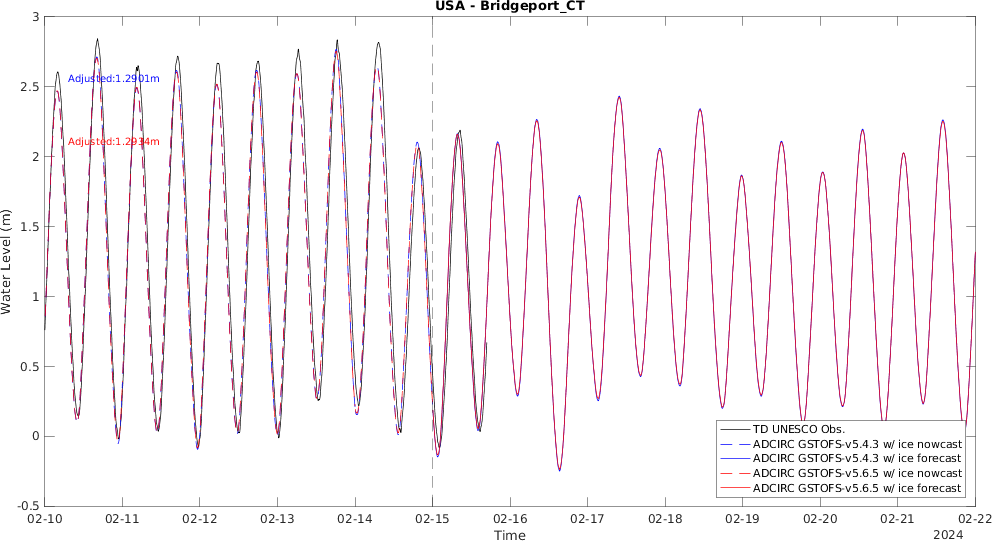 USA - Bridgeport_CT
Adjusted:1.2901m
Adjusted:1.2934m
Water Level (m)
3
2.5
2
1.5
1
0.5
0
-0.5
TD UNESCO Obs.
ADCIRC GSTOFS-v5.4.3 w/ ice nowcast
ADCIRC GSTOFS-v5.4.3 w/ ice forecast
ADCIRC GSTOFS-v5.6.5 w/ ice nowcast
ADCIRC GSTOFS-v5.6.5 w/ ice forecast
02-10 02-11 02-12 02-13 02-14 02-15 02-16 02-17 02-18 02-19 02-20 02-21 02-22
Time
2024